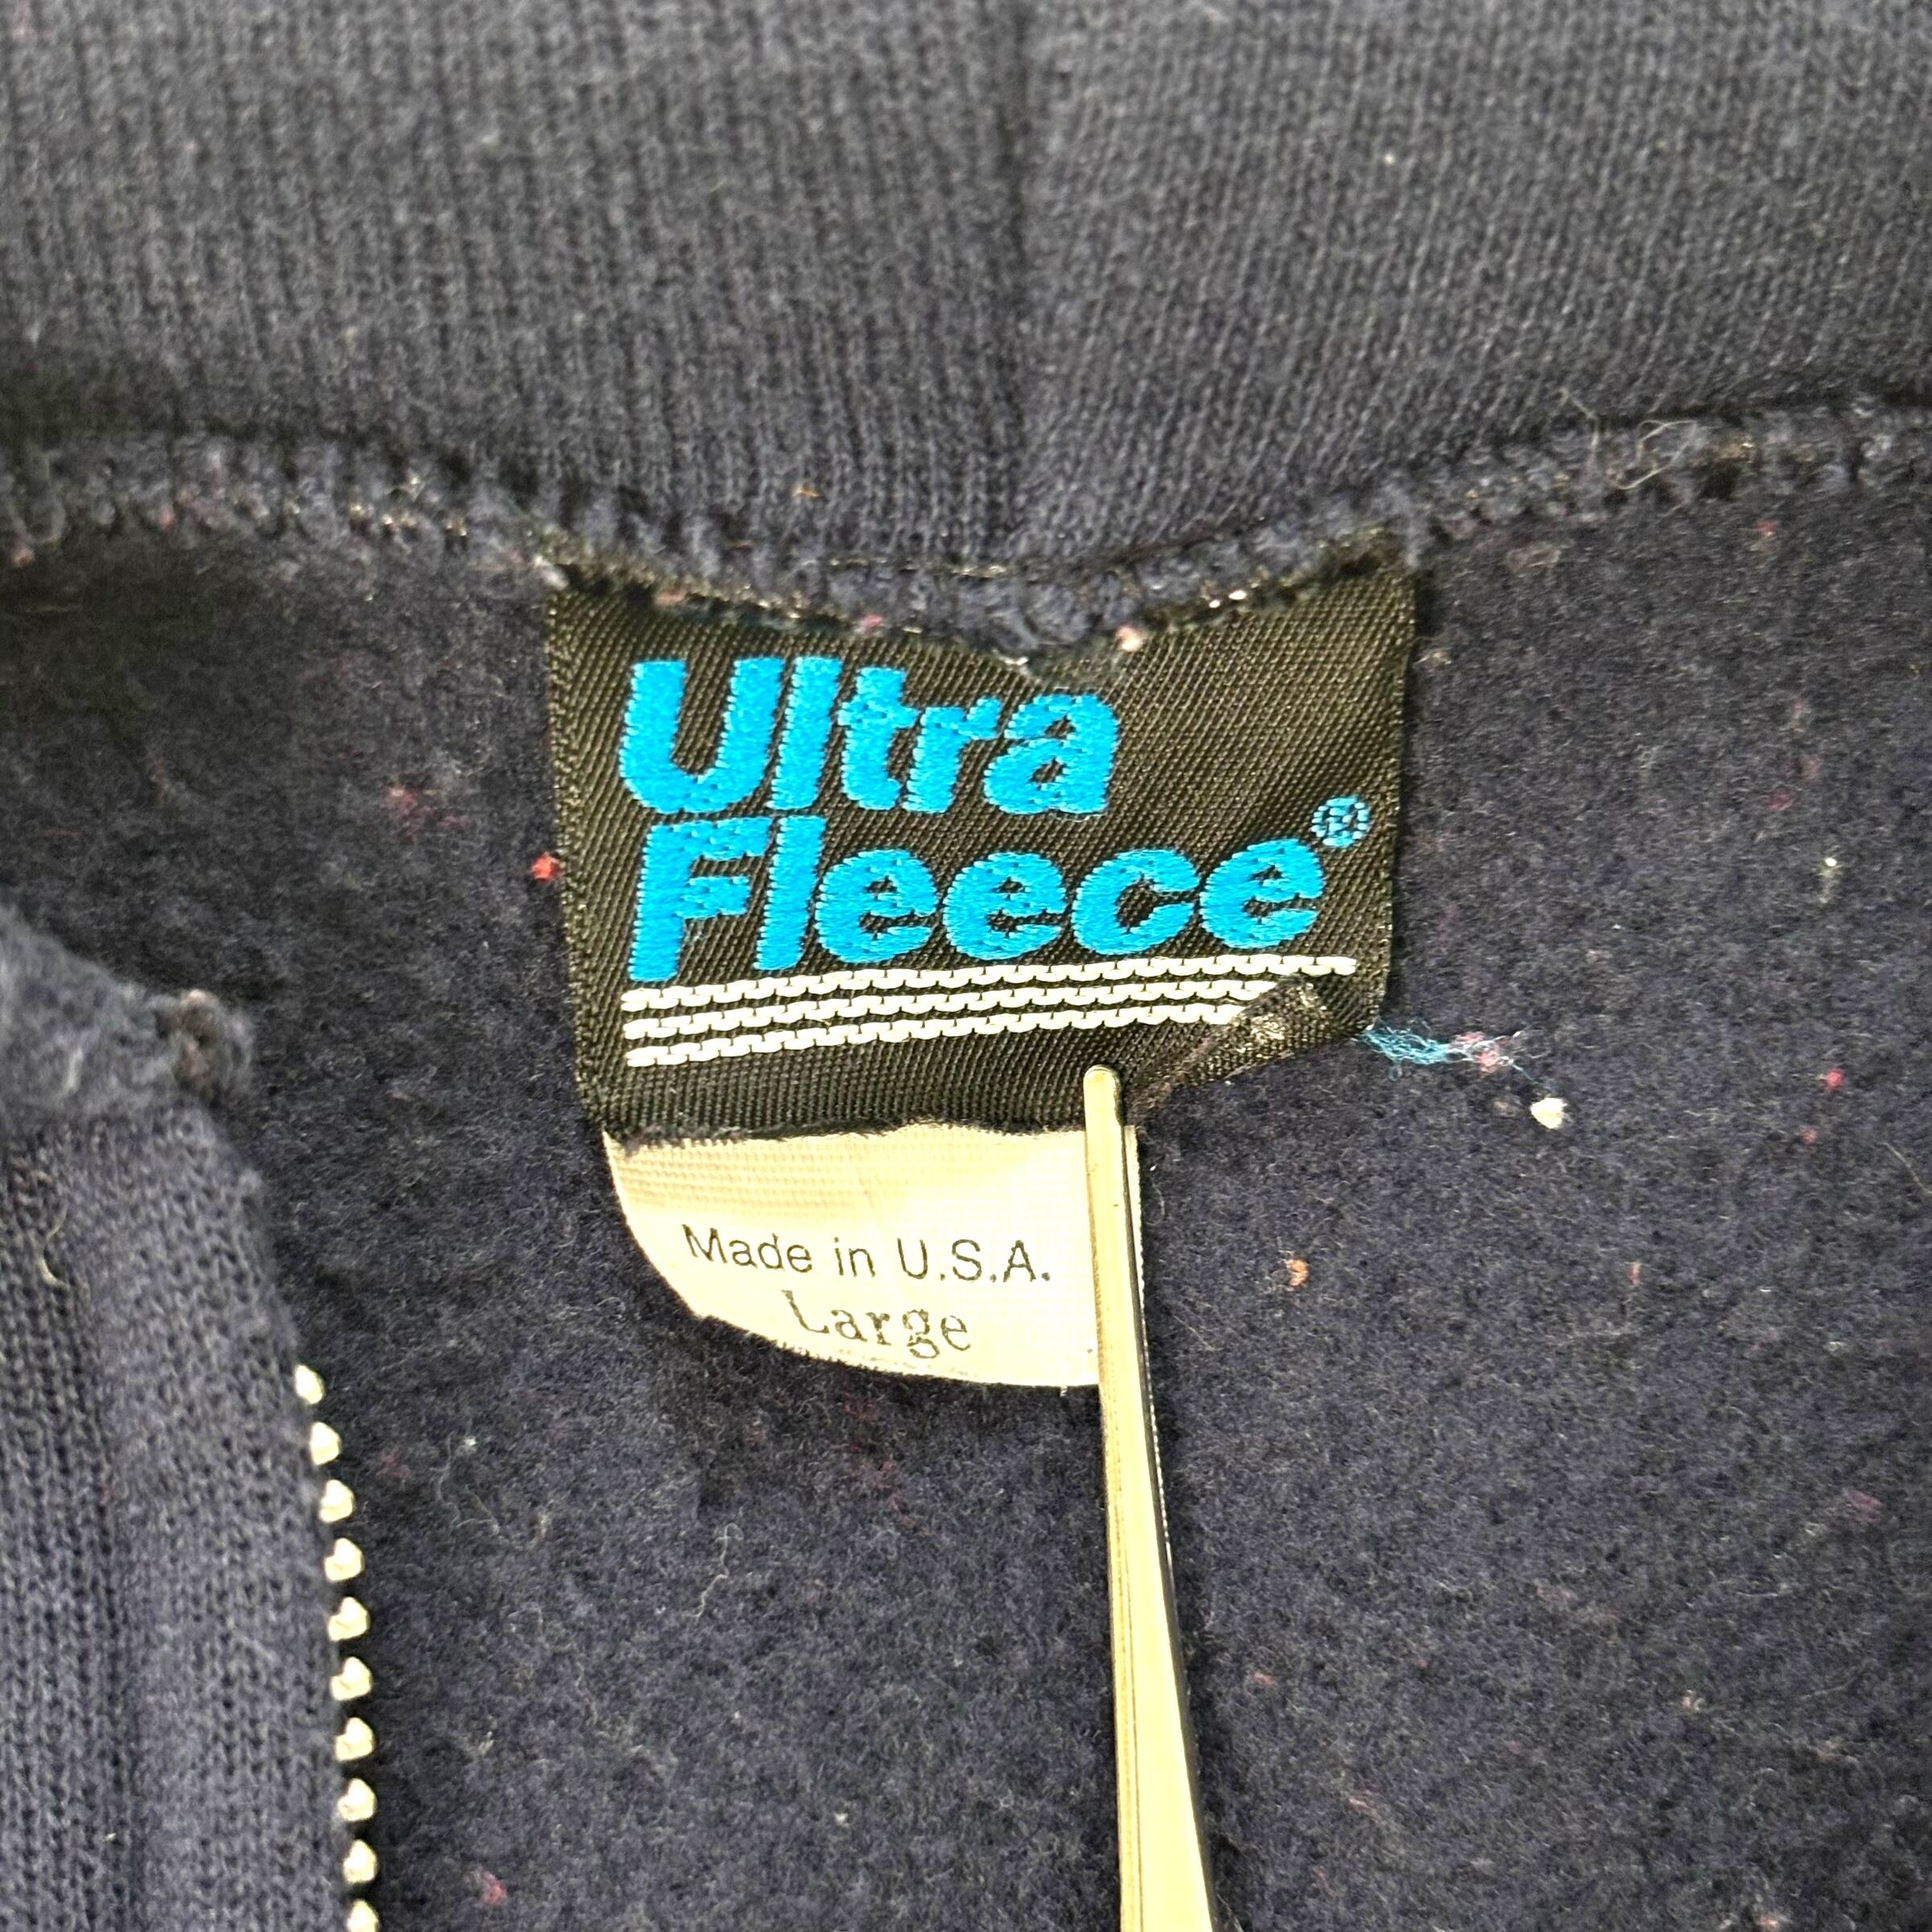 Ultra
Fleece®
Made in U.S.A.
Large